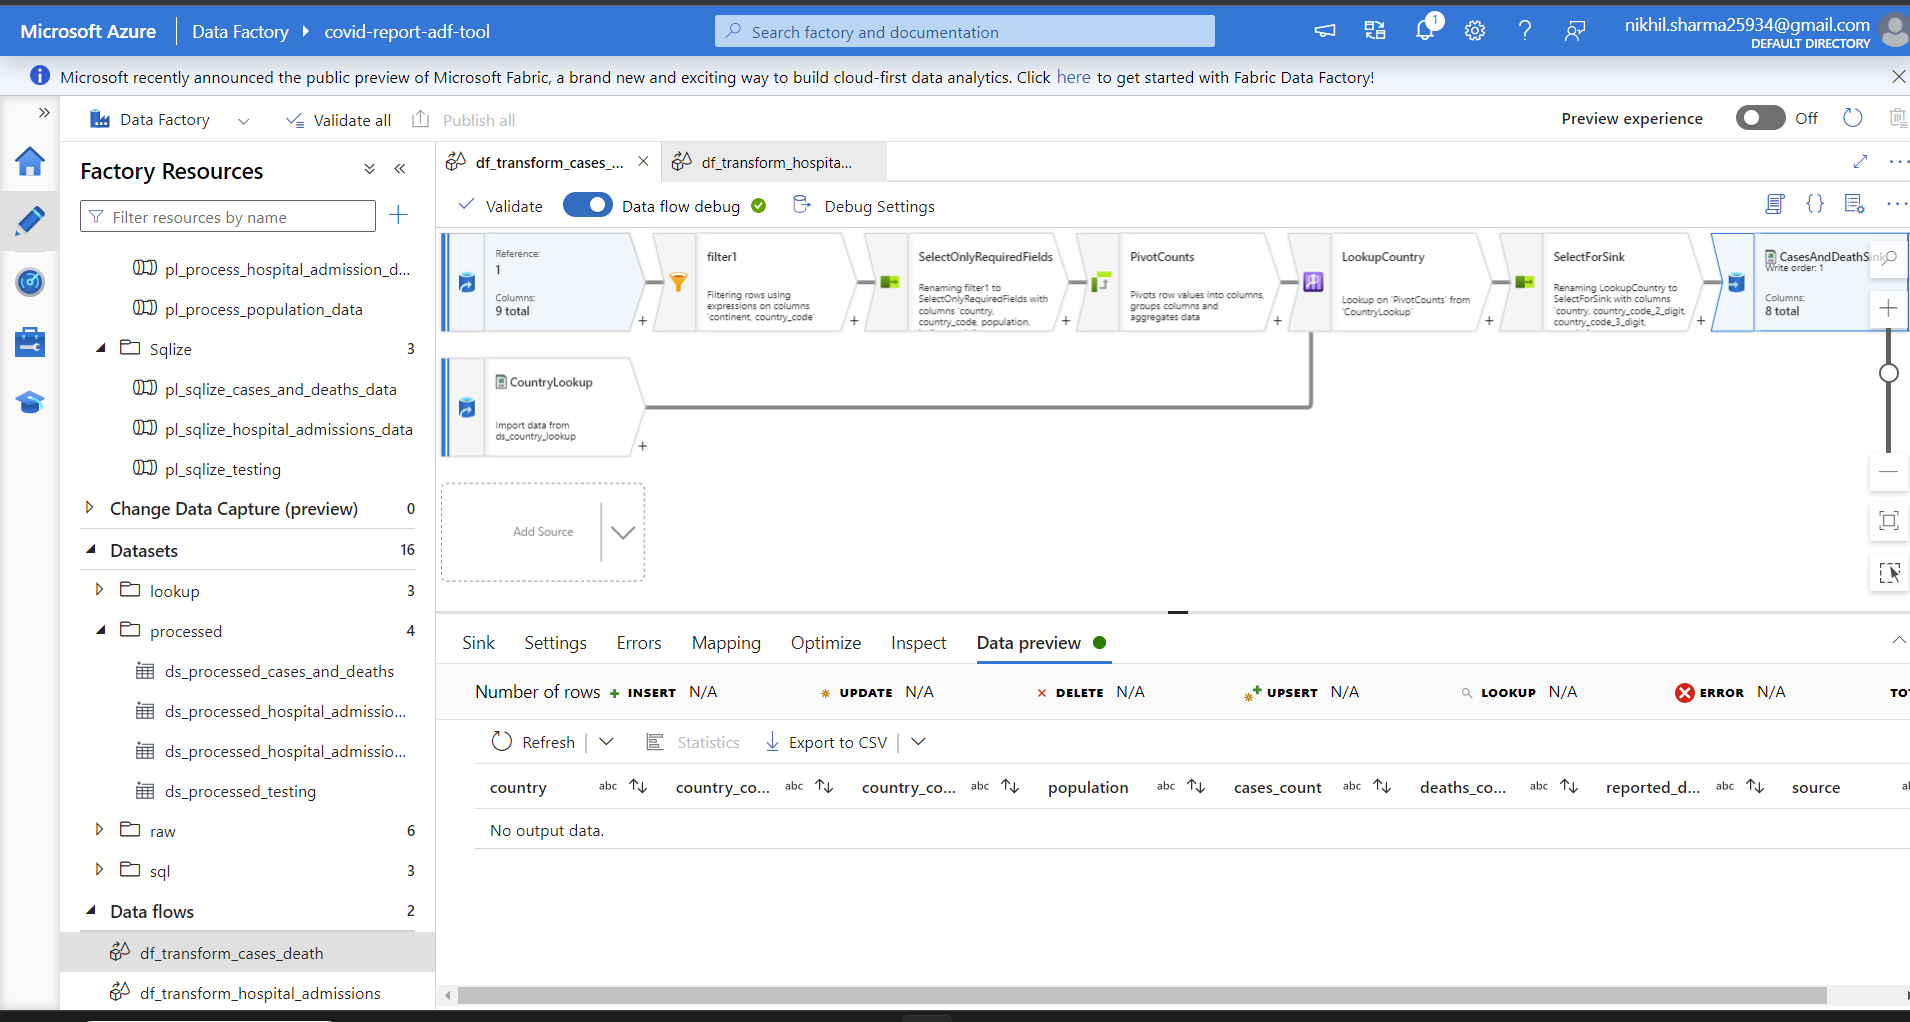 Microsoft Azure
Data Factory
covid-report-adf-tool
Search factory and documentation
1
nikhil.sharma25934@gmail.com
DEFAULT DIRECTORY
Microsoft recently announced the public preview of Microsoft Fabric, a brand new and exciting way to build cloud-first data analytics. Click here to get started with Fabric Data Factory!
Data Factory
Validate all
Publish all
Preview experience
Off
Factory Resources
Filter resources by name
pl_process_hospital_admission_d...
pl_process_population_data
Sqlize 3
pl_sqlize_cases_and_deaths_data
pl_sqlize_hospital_admissions_data
pl_sqlize_testing
Change Data Capture (preview) 0
Datasets 16
lookup 3
processed 4
ds_processed_cases_and_deaths
ds_processed_hospital_admissio...
ds_processed_hospital_admissio...
ds_processed_testing
raw 6
sql 3
Data flows 2
df_transform_cases_death
df_transform_hospital_admissions
df_transform_cases_...
df_transform_hospita...
Validate
Data flow debug
Debug Settings
Reference:
1
Columns:
9 total
filter1
Filtering rows using
expressions on columns
'continent, country_code'
SelectOnlyRequiredFields
Renaming filter1 to
SelectOnlyRequiredFields with
columns 'country,
country_code, population,
PivotCounts
Pivots row values into columns,
groups columns and
aggregates data
LookupCountry
Lookup on 'PivotCounts' from
'CountryLookup'
SelectForSink
Renaming LookupCountry to
SelectForSink with columns
'country, country_code_2_digit,
country_code_3_digit,
CasesAndDeathSink
Write order: 1
Columns:
8 total
CountryLookup
Import data from
ds_country_lookup
Add Source
Sink
Settings
Errors
Mapping
Optimize
Inspect
Data preview
Number of rows
INSERT N/A
UPDATE N/A
DELETE N/A
UPSERT N/A
LOOKUP N/A
ERROR N/A
TO
Refresh
Statistics
Export to CSV
country abc
country_co... abc
country_co... abc
population abc
cases_count abc
deaths_co... abc
reported_d... abc
source
No output data.